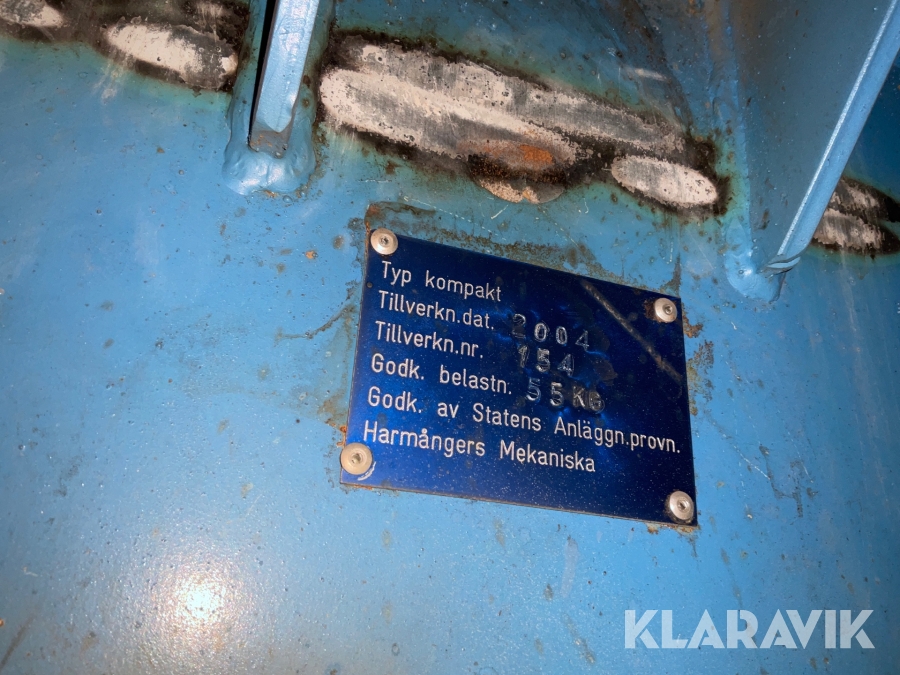 Typ kompakt
Tillverkn.dat. 2004
Tillverkn.nr. 154
Godk. belastn. 55KG
Godk. av Statens Anläggn.provn.
Harmångers Mekaniska
KLARAVIK